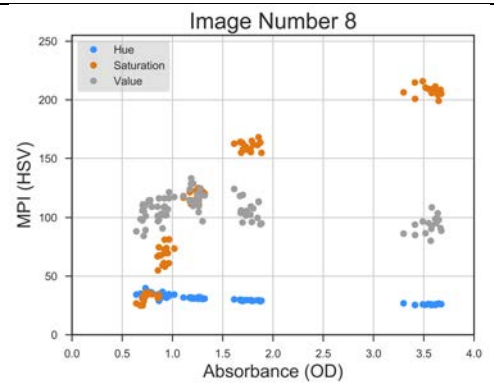 Image Number 8
250
200
150
100
50
0
MPI (HSV)
Hue
Saturation
Value
0.0 0.5 1.0 1.5 2.0 2.5 3.0 3.5 4.0
Absorbance (OD)